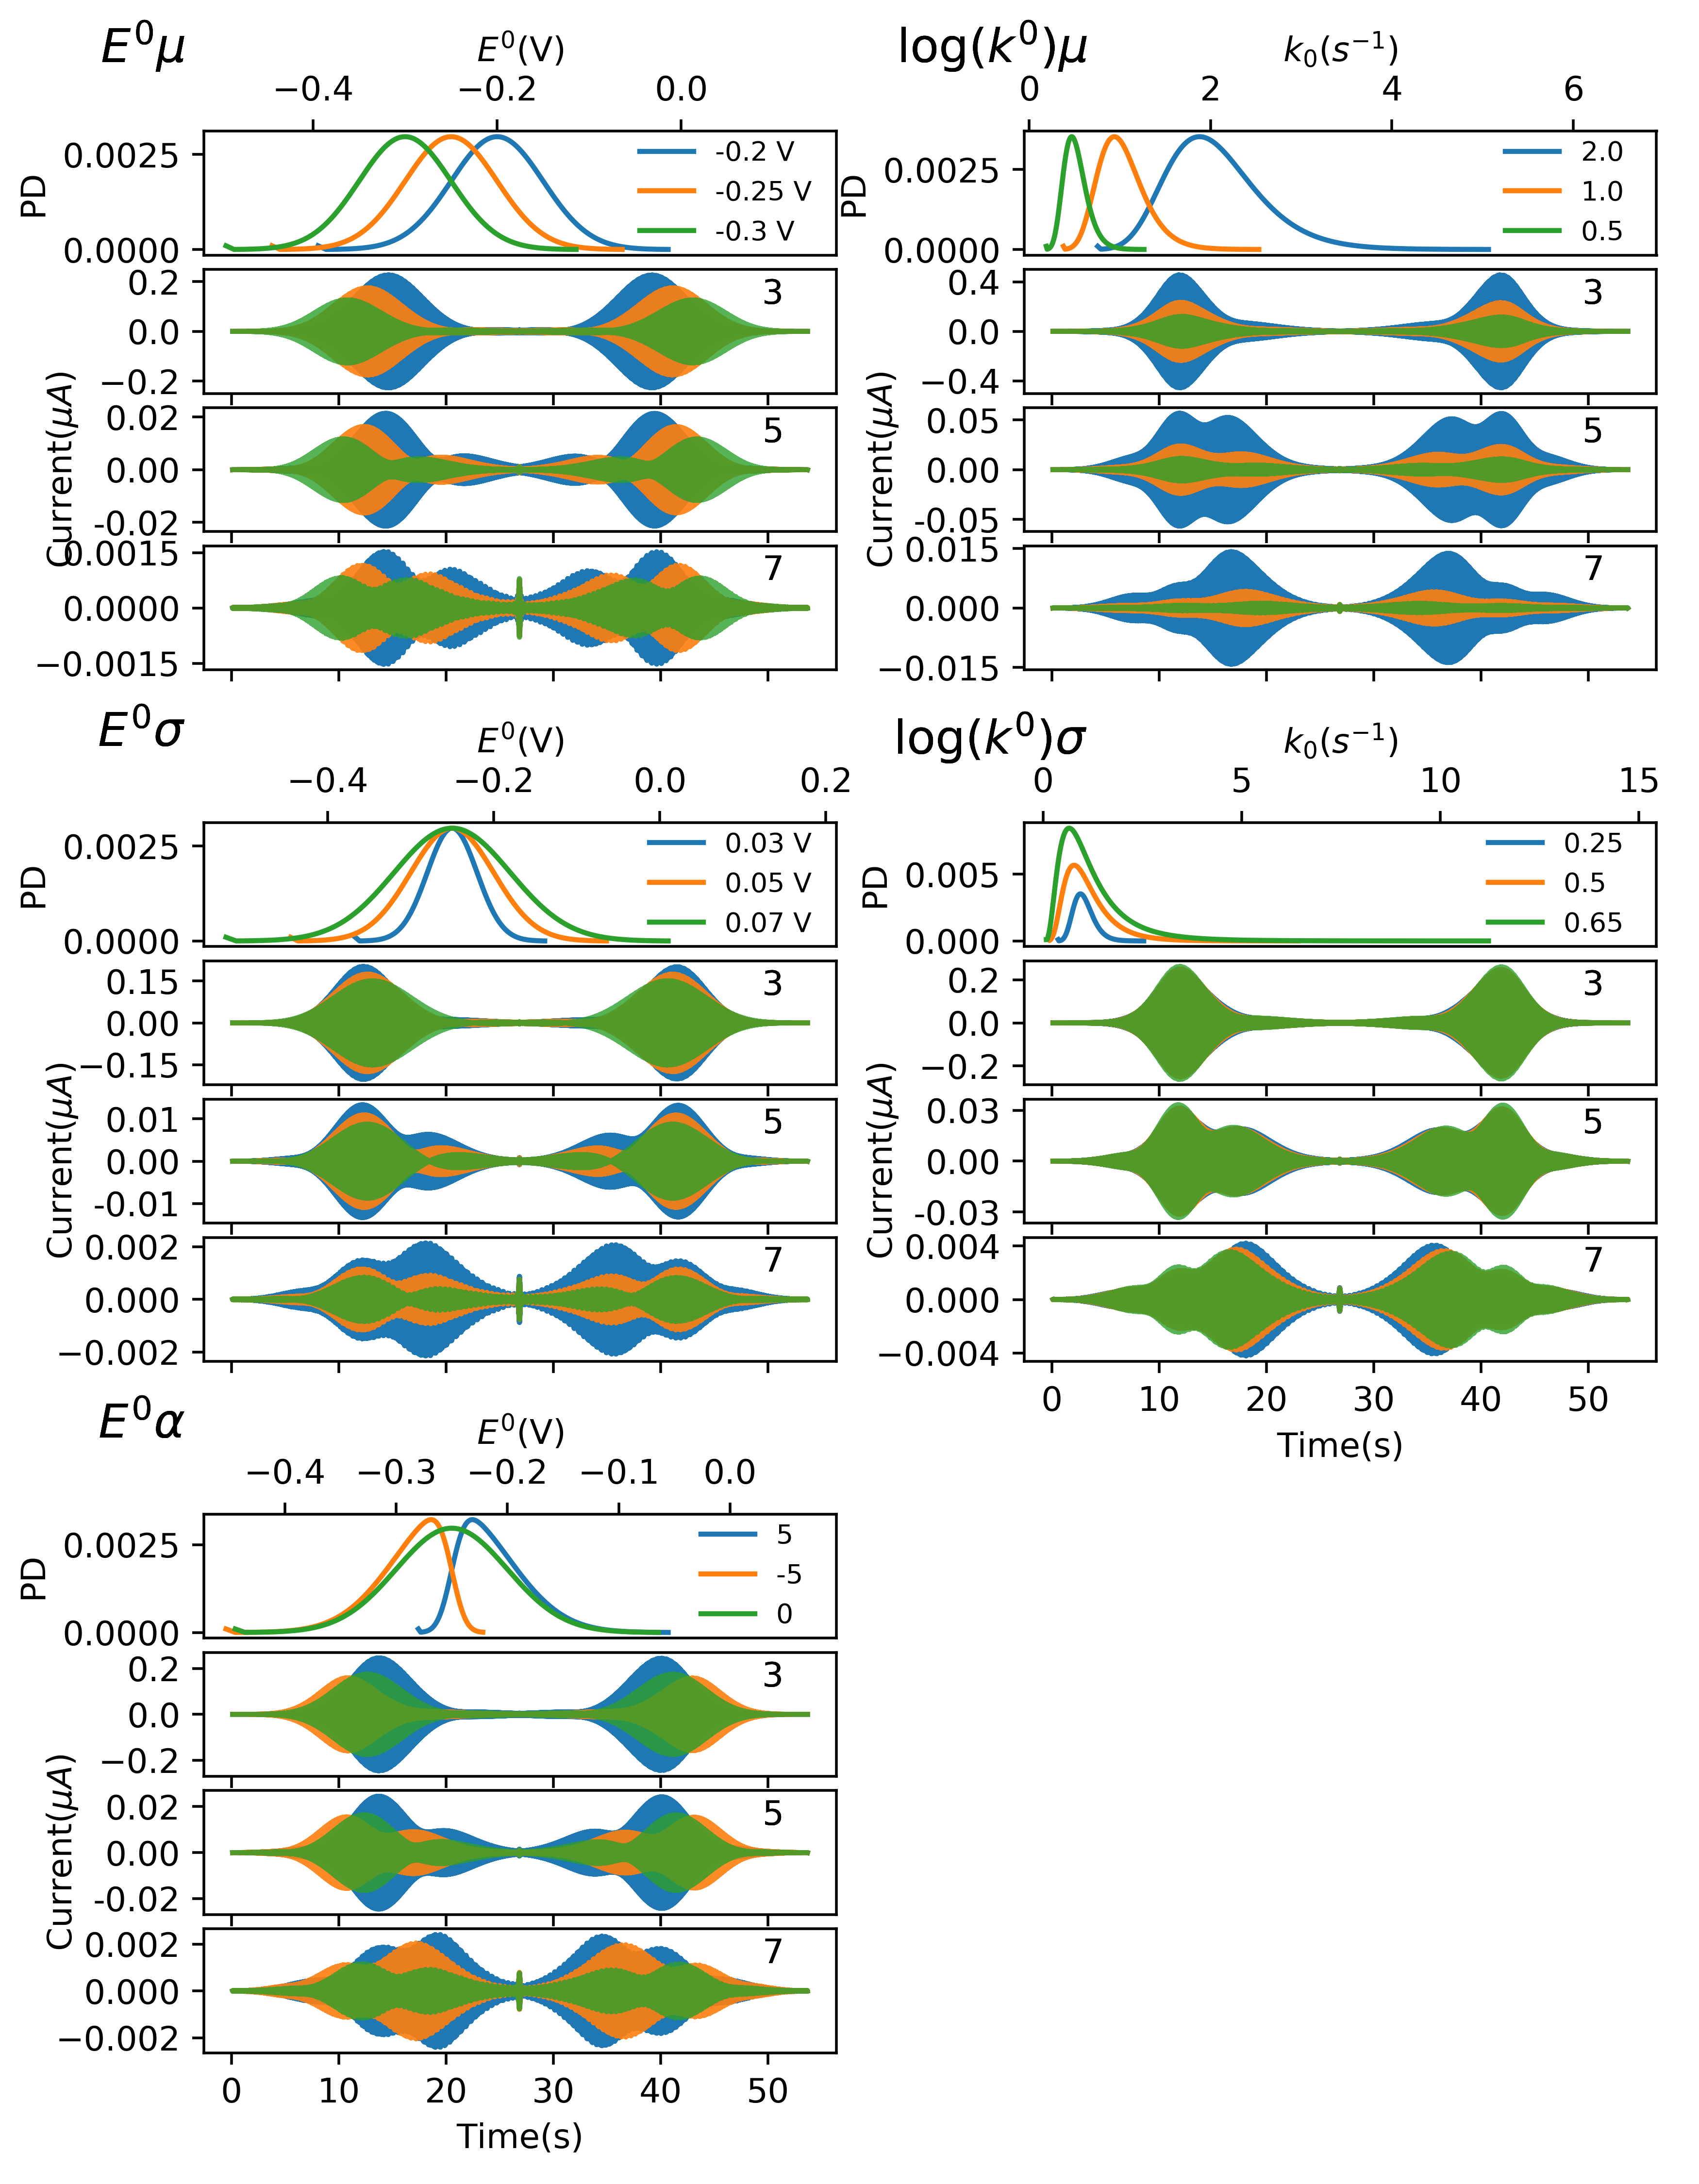 E⁰μ
E⁰(V)
−0.4 −0.2 0.0
PD
0.0025
0.0000
-0.2 V
-0.25 V
-0.3 V
Current(μA)
0.2
0.0
−0.2
3
0.02
0.00
-0.02
5
0.0015
0.0000
−0.0015
7
log(k⁰)μ
k₀(s⁻¹)
0 2 4 6
PD
0.0025
0.0000
2.0
1.0
0.5
Current(μA)
0.4
0.0
−0.4
3
0.05
0.00
-0.05
5
0.015
0.000
−0.015
7
E⁰σ
E⁰(V)
−0.4 −0.2 0.0 0.2
PD
0.0025
0.0000
0.03 V
0.05 V
0.07 V
Current(μA)
0.15
0.00
−0.15
3
0.01
0.00
-0.01
5
0.002
0.000
−0.002
7
log(k⁰)σ
k₀(s⁻¹)
0 5 10 15
PD
0.005
0.000
0.25
0.5
0.65
Current(μA)
0.2
0.0
−0.2
3
0.03
0.00
-0.03
5
0.004
0.000
−0.004
7
0 10 20 30 40 50
Time(s)
E⁰α
E⁰(V)
−0.4 −0.3 −0.2 −0.1 0.0
PD
0.0025
0.0000
5
-5
0
Current(μA)
0.2
0.0
−0.2
3
0.02
0.00
-0.02
5
0.002
0.000
−0.002
7
0 10 20 30 40 50
Time(s)